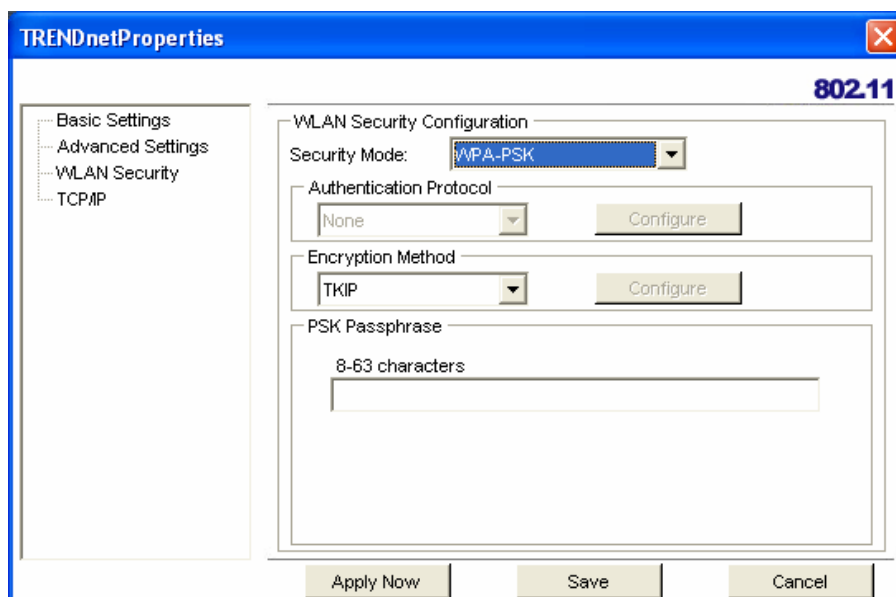 TRENDnetProperties
802.11
Basic Settings
Advanced Settings
WLAN Security
TCP/IP
WLAN Security Configuration
Security Mode: WPA-PSK
Authentication Protocol
None Configure
Encryption Method
TKIP Configure
PSK Passphrase
8-63 characters
Apply Now Save Cancel